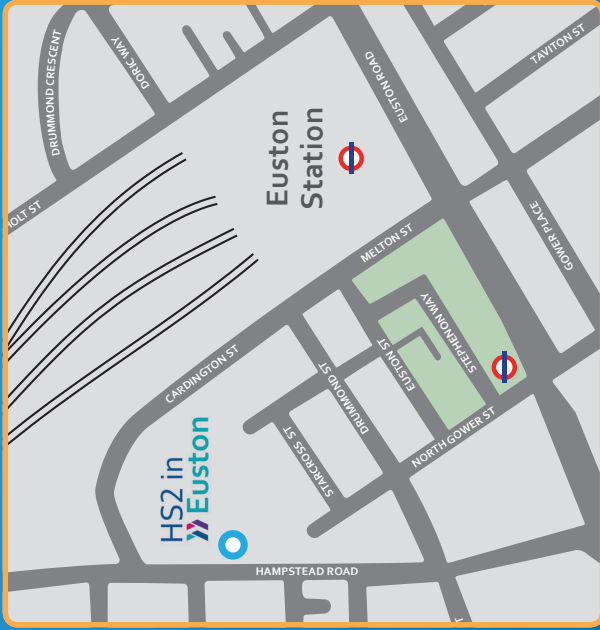 DRUMMOND CRESCENT
DORIC WAY
EUSTON ROAD
TAVITON ST
Euston
Station
OLT ST
MELTON ST
GOWER PLACE
STEPHENSON WAY
EUSTON ST
CARDINGTON ST
DRUMMOND ST
STARCROSS ST
NORTH GOWER ST
HS2 in
Euston
HAMPSTEAD ROAD